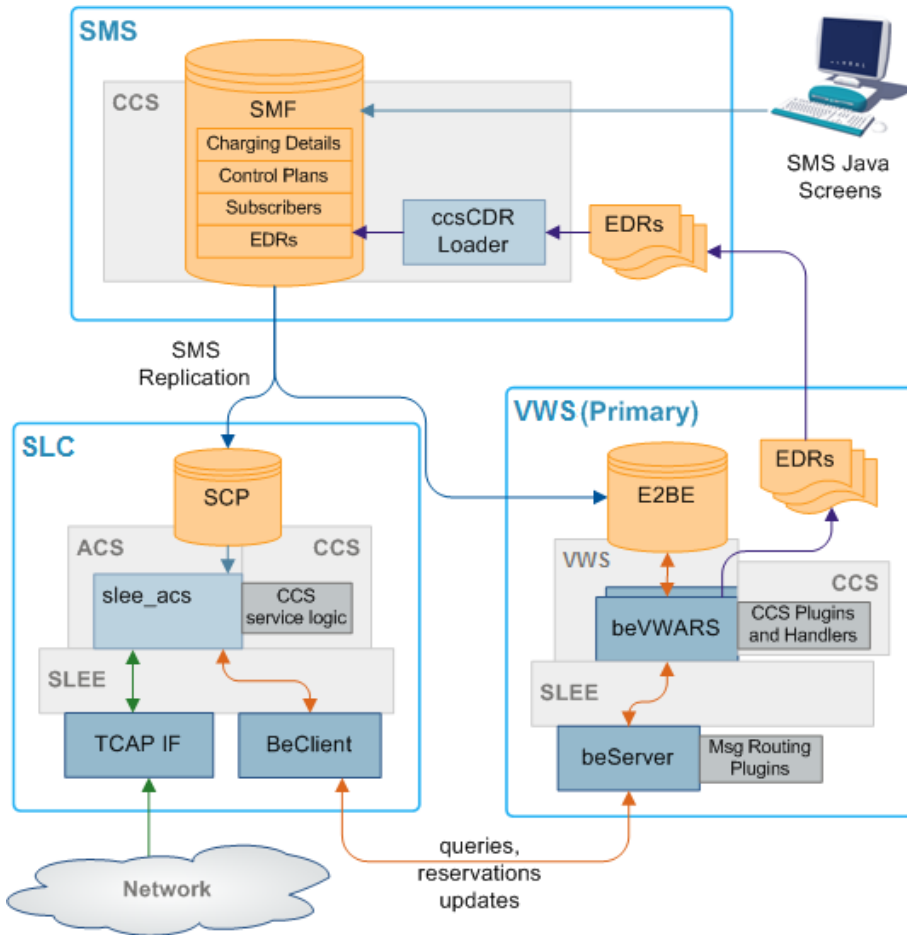 SMS
CCS
SMF
Charging Details
Control Plans
Subscribers
EDRs
ccsCDR
Loader
EDRs
GLOBAL
SMS Java
Screens
SMS
Replication
SLC
SCP
ACS
CCS
slee_acs
CCS
service logic
SLEE
TCAP IF
BeClient
Network
VWS (Primary)
E2BE
EDRs
VWS
CCS
beVWARS
CCS Plugins
and Handlers
SLEE
beServer
Msg Routing
Plugins
queries,
reservations
updates